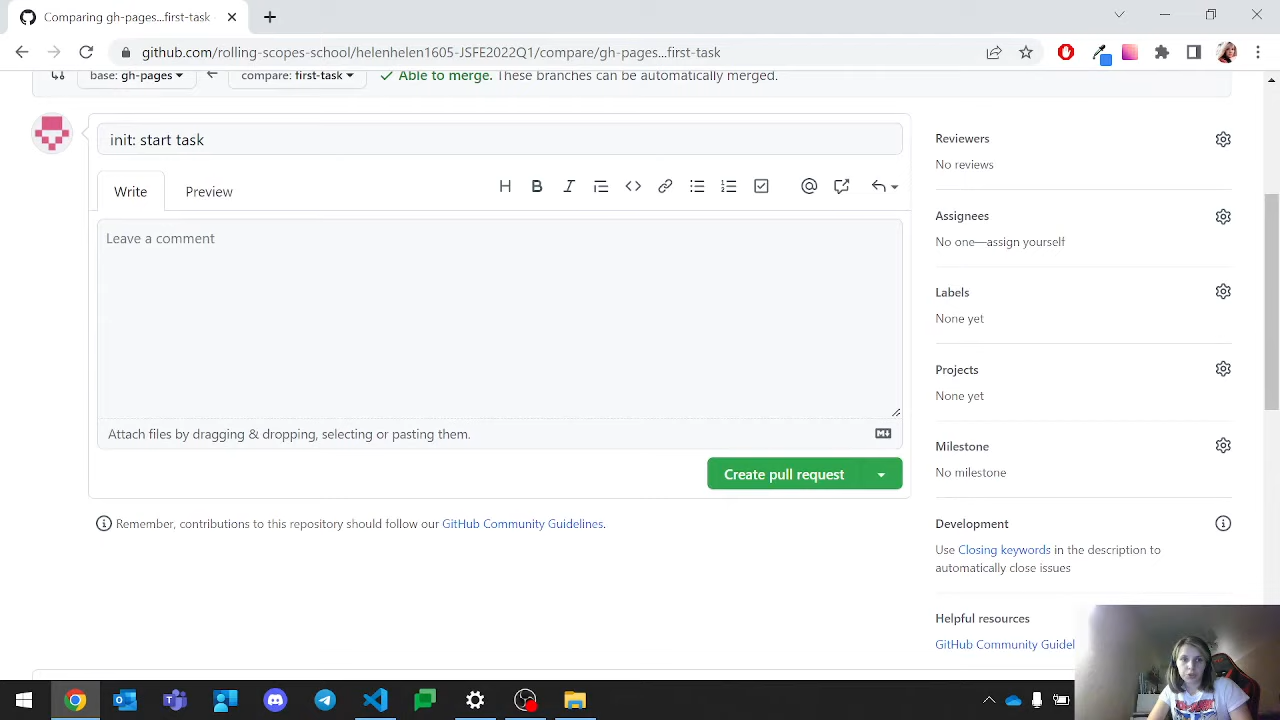 Comparing gh-pages...first-task
github.com/rolling-scopes-school/helenhelen1605-JSFE2022Q1/compare/gh-pages...first-task
base: gh-pages
compare: first-task
Able to merge. These branches can be automatically merged.
init: start task
Write
Preview
Leave a comment
Attach files by dragging & dropping, selecting or pasting them.
Create pull request
Remember, contributions to this repository should follow our GitHub Community Guidelines.
Reviewers
No reviews
Assignees
No one—assign yourself
Labels
None yet
Projects
None yet
Milestone
No milestone
Development
Use Closing keywords in the description to
automatically close issues
Helpful resources
GitHub Community Guidel